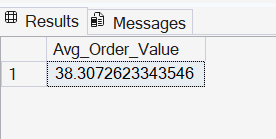 Results Messages
Avg_Order_Value
1 38.3072623343546